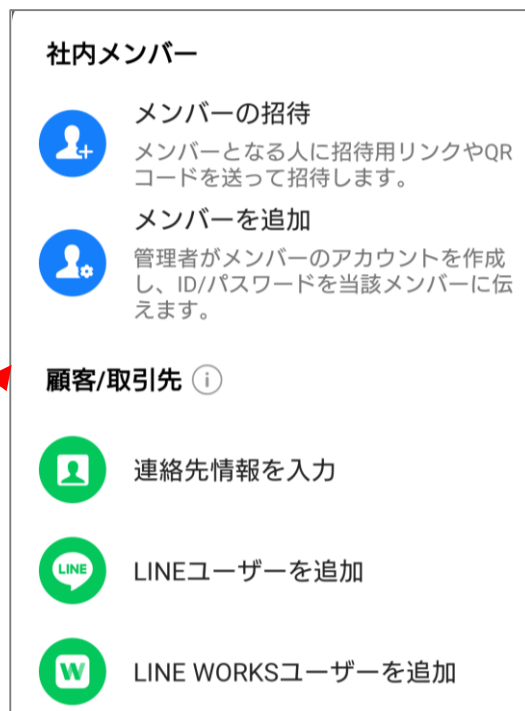 社内メンバー
メンバーの招待
メンバーとなる人に招待用リンクやQR
コードを送って招待します。
メンバーを追加
管理者がメンバーのアカウントを作成
し、ID/パスワードを当該メンバーに伝
えます。
顧客/取引先 i
連絡先情報を入力
LINE
LINEユーザーを追加
W
LINE WORKSユーザーを追加